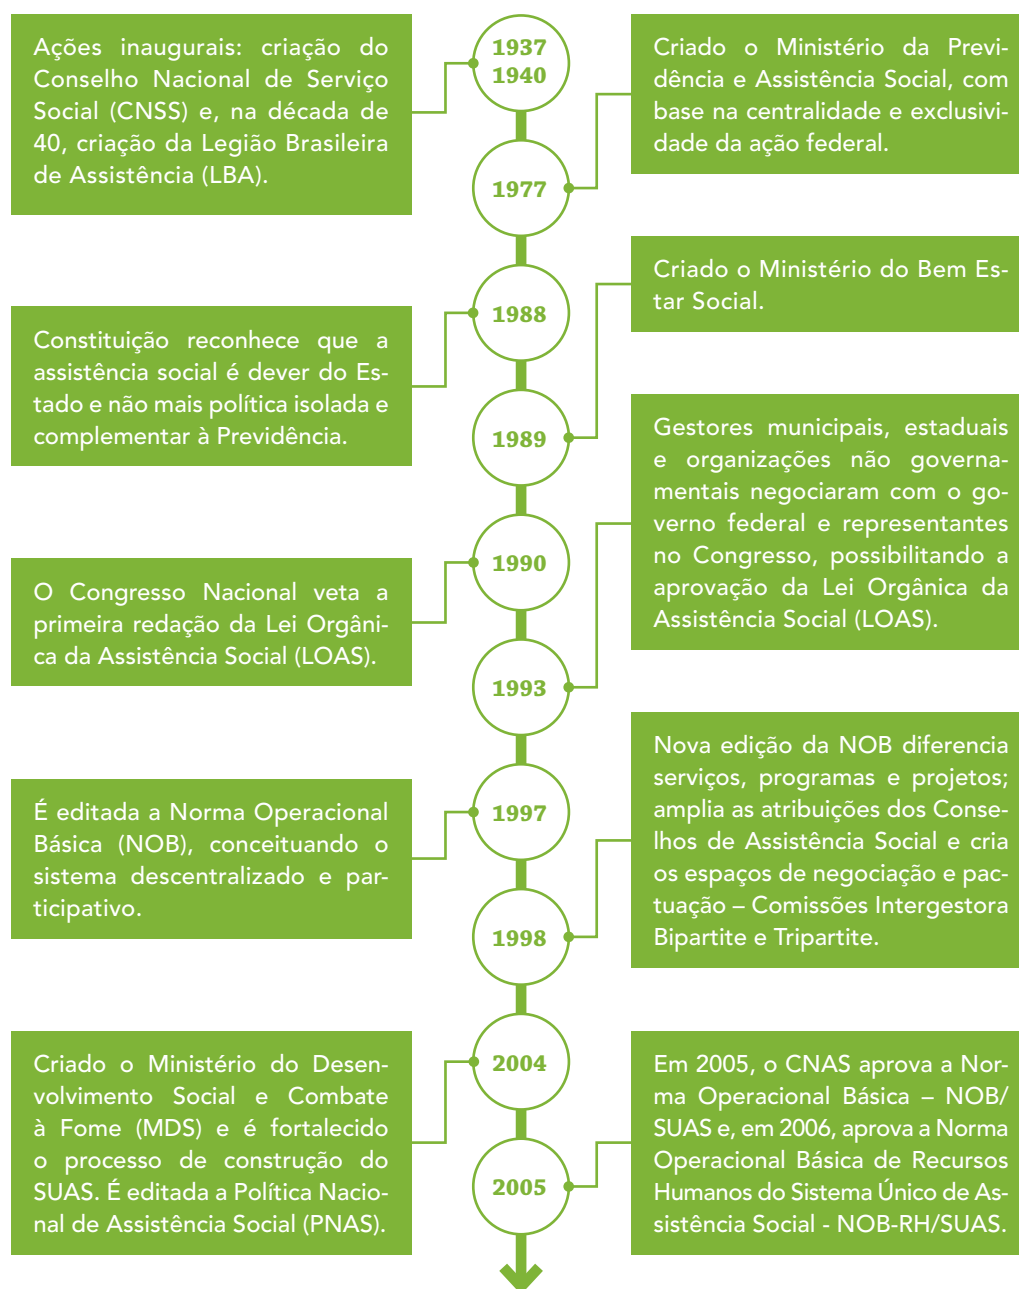 1937
1940
Ações inaugurais: criação do
Conselho Nacional de Serviço
Social (CNSS) e, na década de
40, criação da Legião Brasileira
de Assistência (LBA).
1977
Criado o Ministério da Previ-
dência e Assistência Social, com
base na centralidade e exclusivi-
dade da ação federal.
1988
Constituição reconhece que a
assistência social é dever do Es-
tado e não mais política isolada e
complementar à Previdência.
1989
Criado o Ministério do Bem Es-
tar Social.
1990
O Congresso Nacional veta a
primeira redação da Lei Orgâni-
ca da Assistência Social (LOAS).
1993
Gestores municipais, estaduais
e organizações não governa-
mentais negociaram com o go-
verno federal e representantes
no Congresso, possibilitando a
aprovação da Lei Orgânica da
Assistência Social (LOAS).
1997
É editada a Norma Operacional
Básica (NOB), conceituando o
sistema descentralizado e par-
ticipativo.
1998
Nova edição da NOB diferencia
serviços, programas e projetos;
amplia as atribuições dos Conse-
lhos de Assistência Social e cria
os espaços de negociação e pac-
tuação – Comissões Intergestora
Bipartite e Tripartite.
2004
Criado o Ministério do Desen-
volvimento Social e Combate
à Fome (MDS) e é fortalecido
o processo de construção do
SUAS. É editada a Política Nacio-
nal de Assistência Social (PNAS).
2005
Em 2005, o CNAS aprova a Nor-
ma Operacional Básica – NOB/
SUAS e, em 2006, aprova a Norma
Operacional Básica de Recursos
Humanos do Sistema Único de As-
sistência Social - NOB-RH/SUAS.